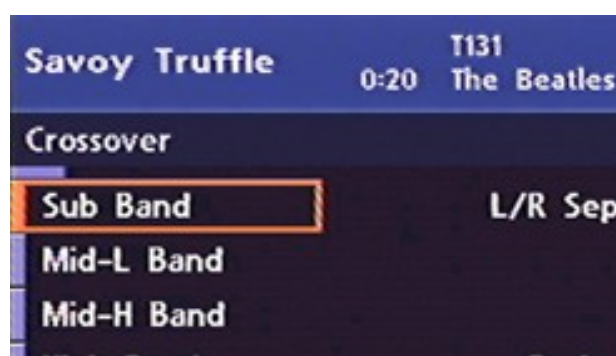 Savoy Truffle
T131
0:20 The Beatles
Crossover
Sub Band L/R Sep
Mid-L Band
Mid-H Band